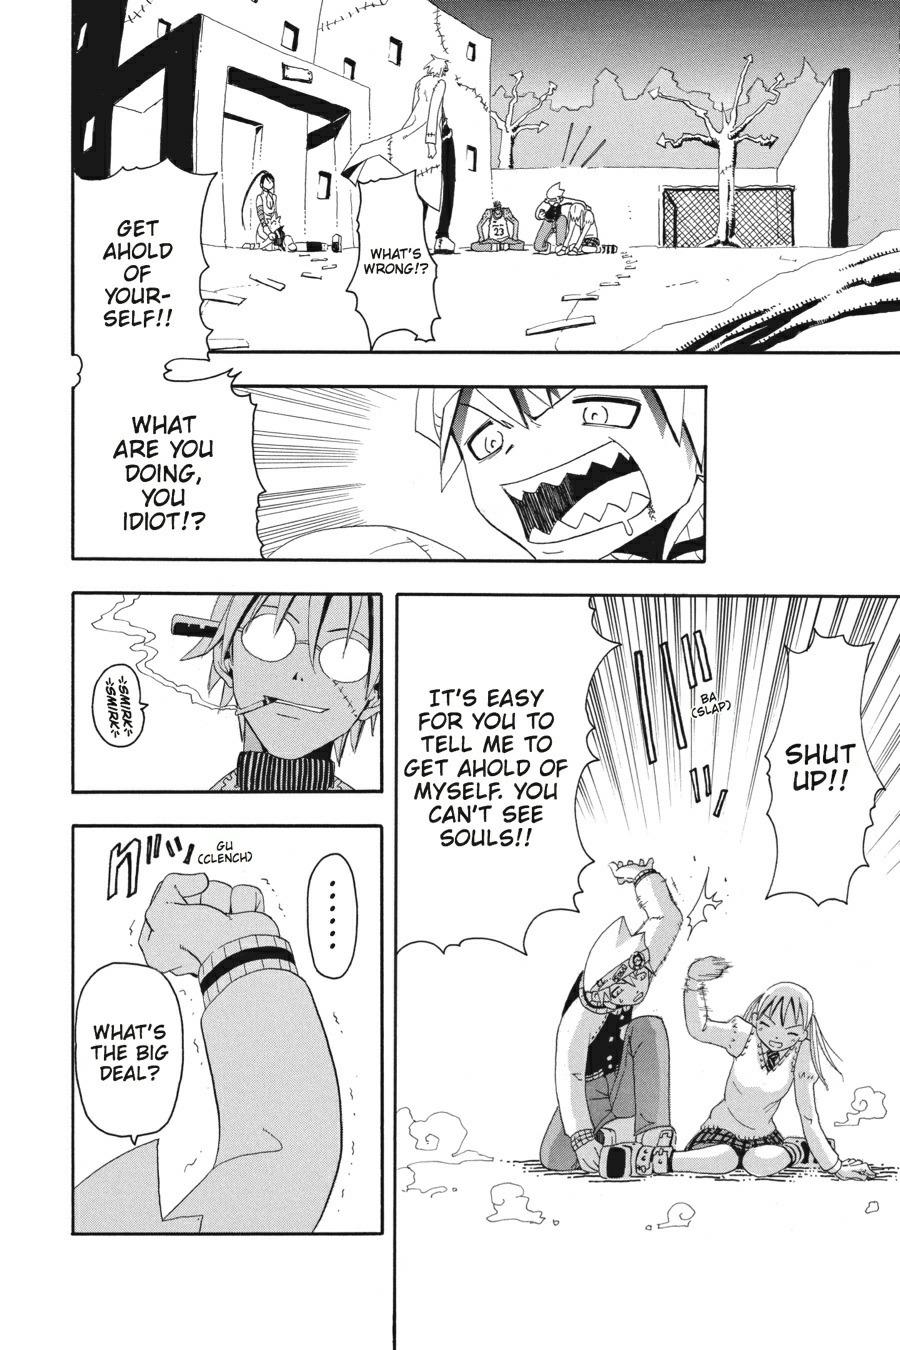 WHAT'S
WRONG!?
23
GET
AHOLD
OF
YOUR-
SELF!!
WHAT
ARE YOU
DOING,
YOU
IDIOT!?
SHUT
UP!!
BA
(SLAP)
IT'S EASY
FOR YOU TO
TELL ME TO
GET AHOLD OF
MYSELF. YOU
CAN'T SEE
SOULS!!
SMIRK
SMIRK
グッ
GU
(CLENCH)
......
WHAT'S
THE BIG
DEAL?